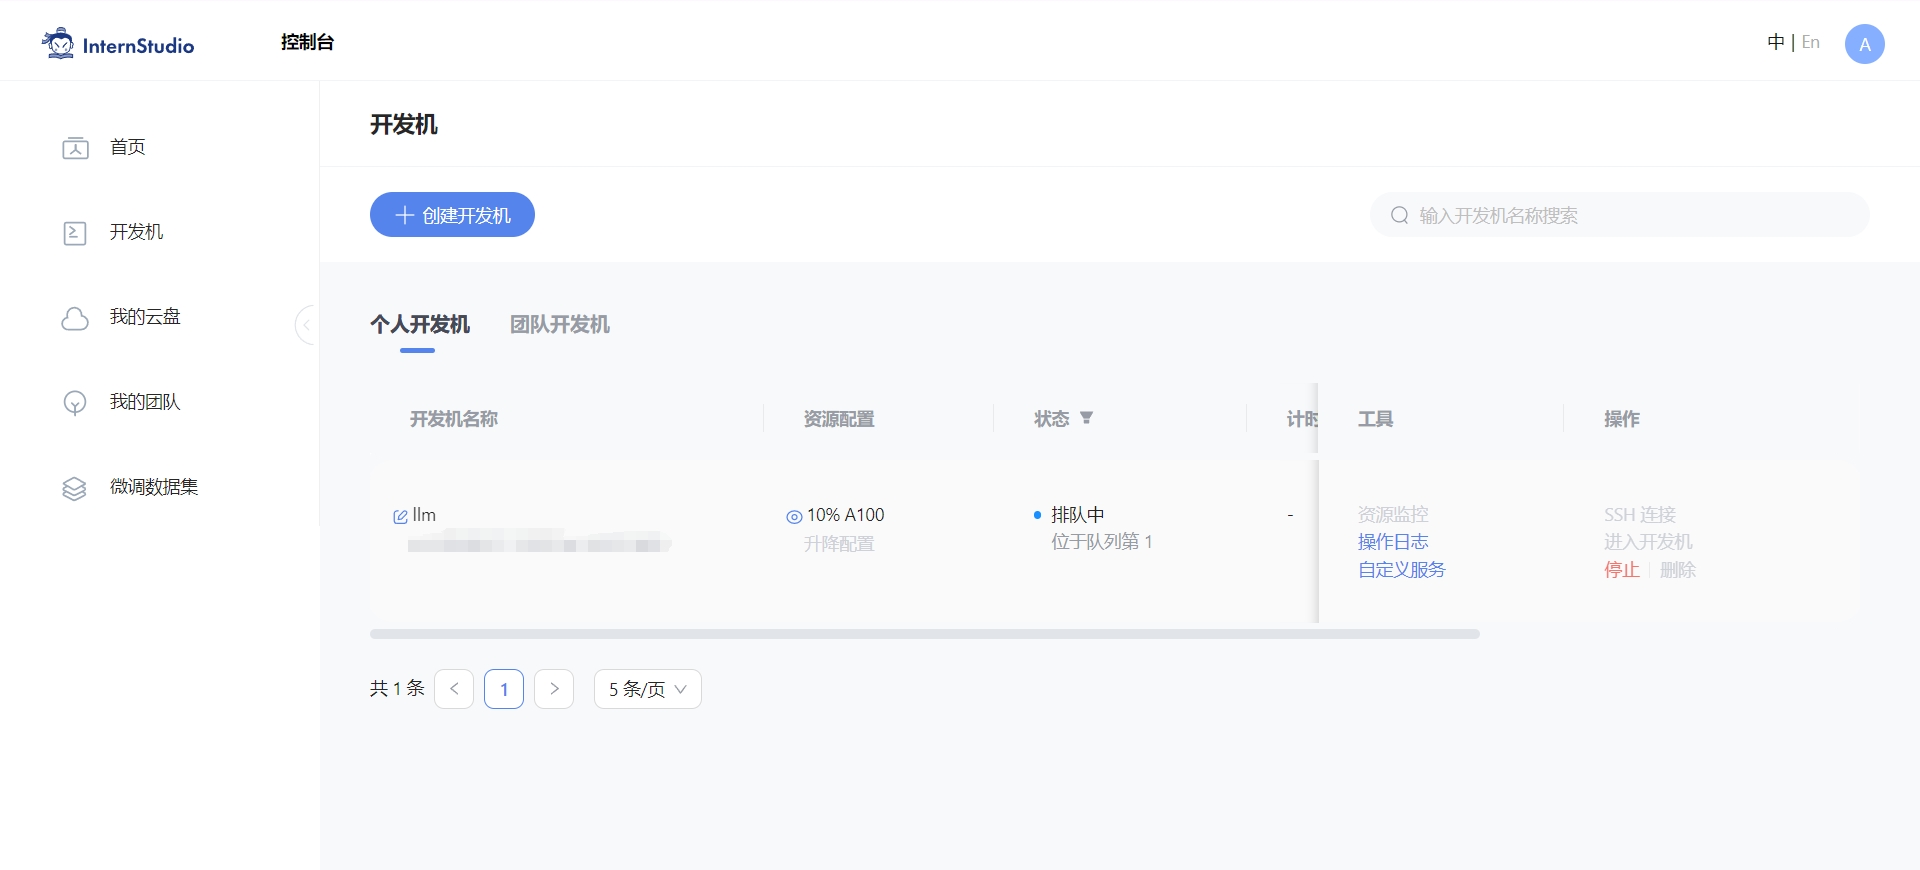 InternStudio
控制台
中 | En
A
首页
开发机
我的云盘
我的团队
微调数据集
开发机
创建开发机
输入开发机名称搜索
个人开发机 团队开发机
开发机名称 资源配置 状态 计时 工具 操作
llm 10% A100 排队中 - 资源监控 SSH 连接
升降配置 位于队列第 1 操作日志 进入开发机
自定义服务 停止 | 删除
共 1 条 < 1 > 5 条/页